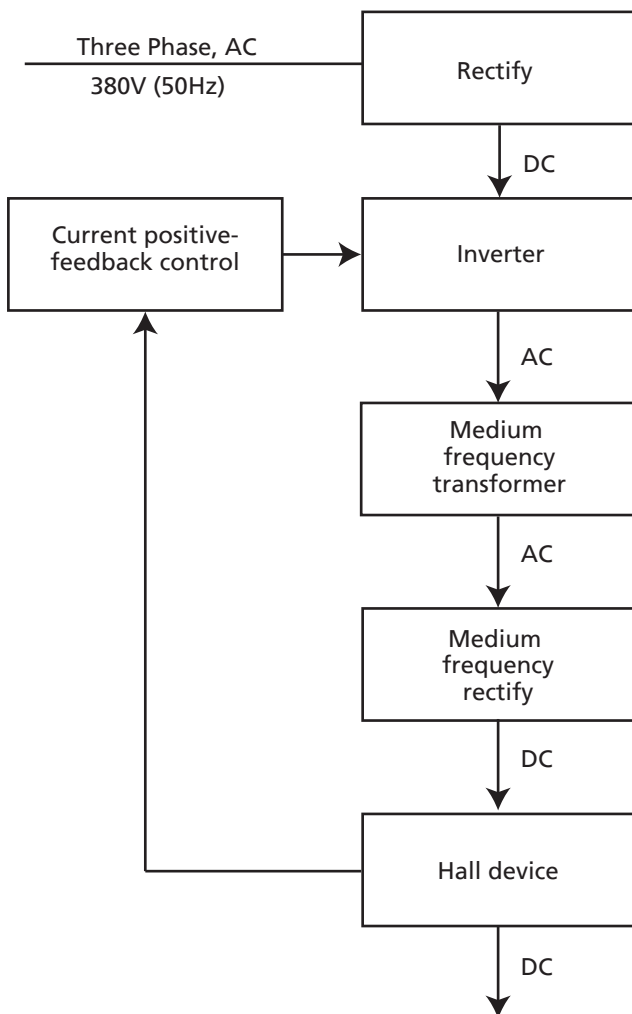 Three Phase, AC
380V (50Hz)
Rectify
DC
Current positive-
feedback control
Inverter
AC
Medium
frequency
transformer
AC
Medium
frequency
rectify
DC
Hall device
DC